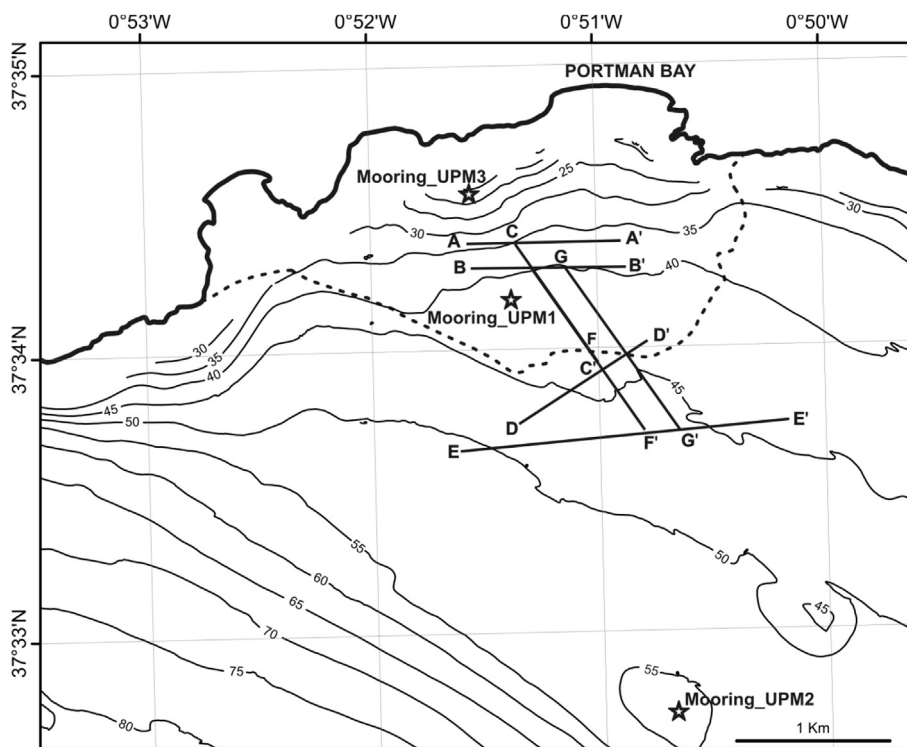 0°53'W 0°52'W 0°51'W 0°50'W
37°35'N
PORTMAN BAY
25
Mooring_UPM3
30
30
35
C
A A'
G
B B'
40
Mooring_UPM1
37°34'N
30
F
D'
35
C'
40
45
45
50
D
E'
E
F' G'
55
50
60
65
45
70
37°33'N
75
55
Mooring_UPM2
80
1 Km